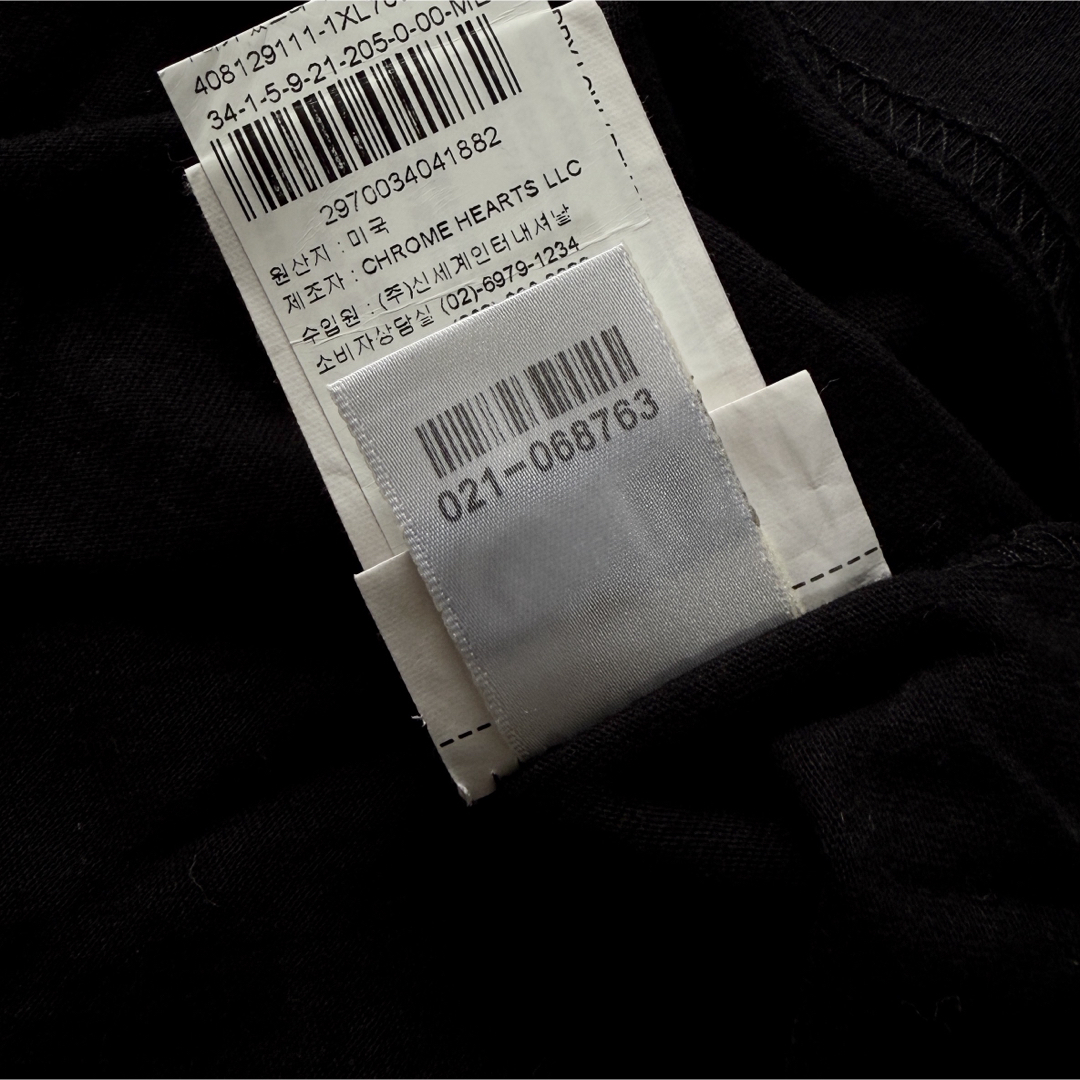 408129111-1XL
34-1-5-9-21-205-0-00-ME
2970034041882
원산지 : 미국
제조자 : CHROME HEARTS LLC
수입원 : (주)신세계인터내셔날
소비자상담실 (02)-6979-1234
021-068763